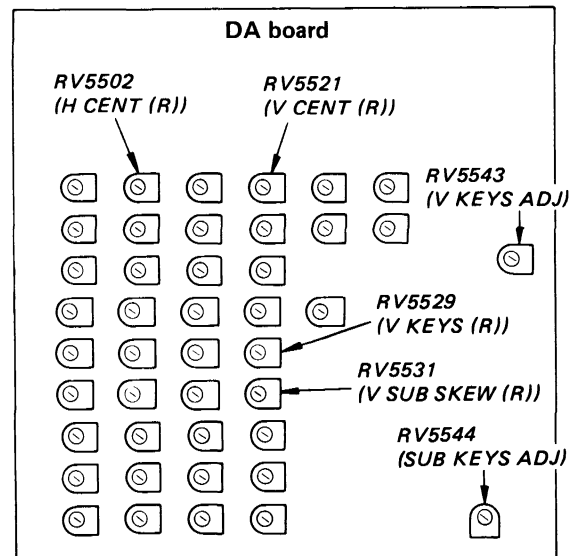 DA board
RV5502
(H CENT (R))
RV5521
(V CENT (R))
RV5543
(V KEYS ADJ)
RV5529
(V KEYS (R))
RV5531
(V SUB SKEW (R))
RV5544
(SUB KEYS ADJ)